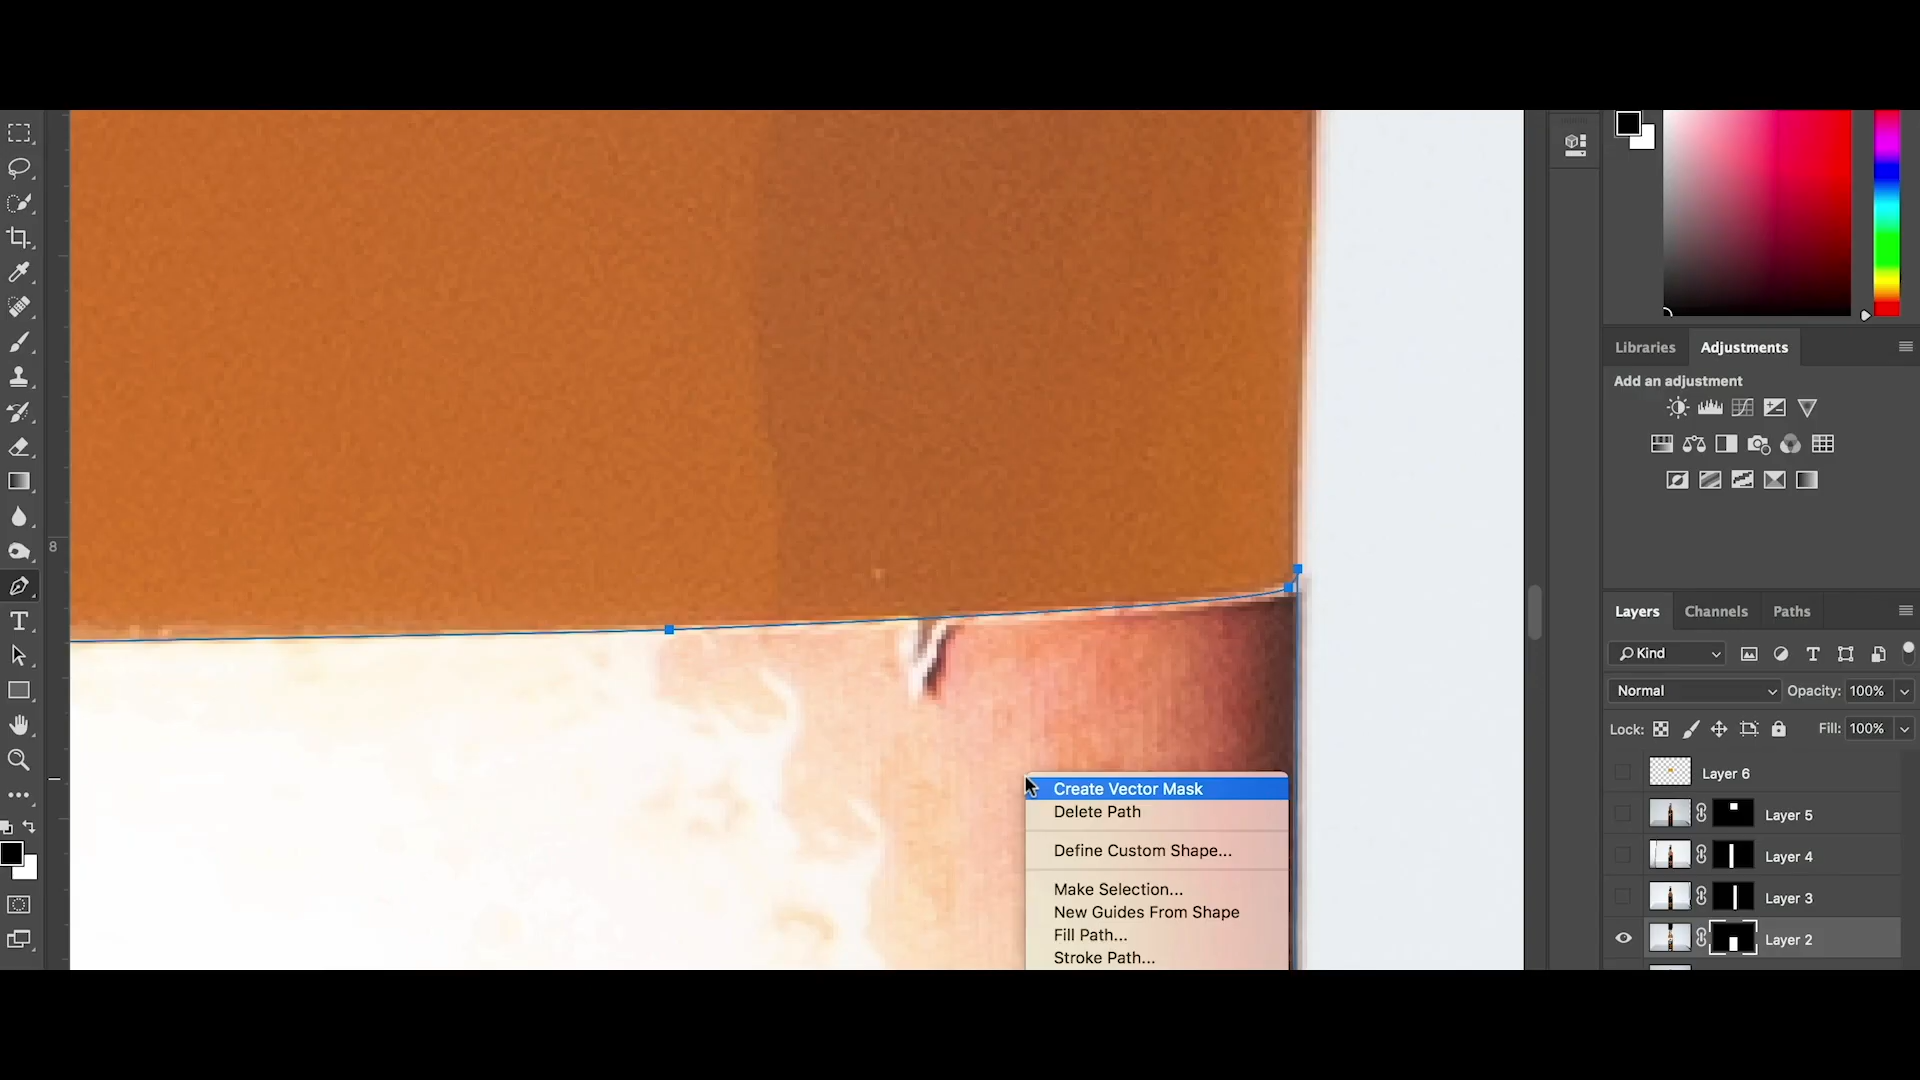 Libraries
Adjustments
Add an adjustment
8
T
Layers
Channels
Paths
Kind
T
Normal
Opacity: 100%
Lock:
Fill: 100%
Layer 6
Create Vector Mask
Delete Path
Layer 5
Define Custom Shape...
Layer 4
Make Selection...
Layer 3
New Guides From Shape
Fill Path...
Layer 2
Stroke Path...